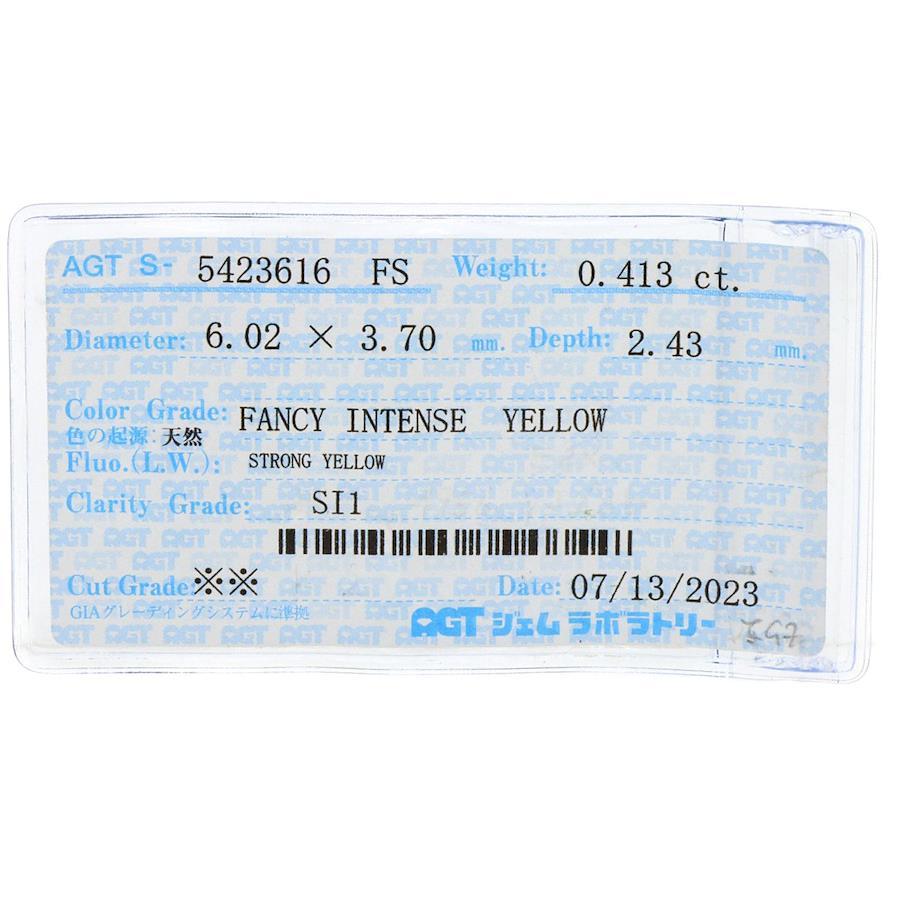 AGT S- 5423616 FS Weight: 0.413 ct.
Diameter: 6.02 × 3.70 mm. Depth: 2.43 mm.
Color Grade: FANCY INTENSE YELLOW
色の起源:天然
Fluo.(L.W.): STRONG YELLOW
Clarity Grade: SI1
Cut Grade:※※ Date: 07/13/2023
GIAグレーディングシステムに準拠
AGT ジェム ラボラトリー